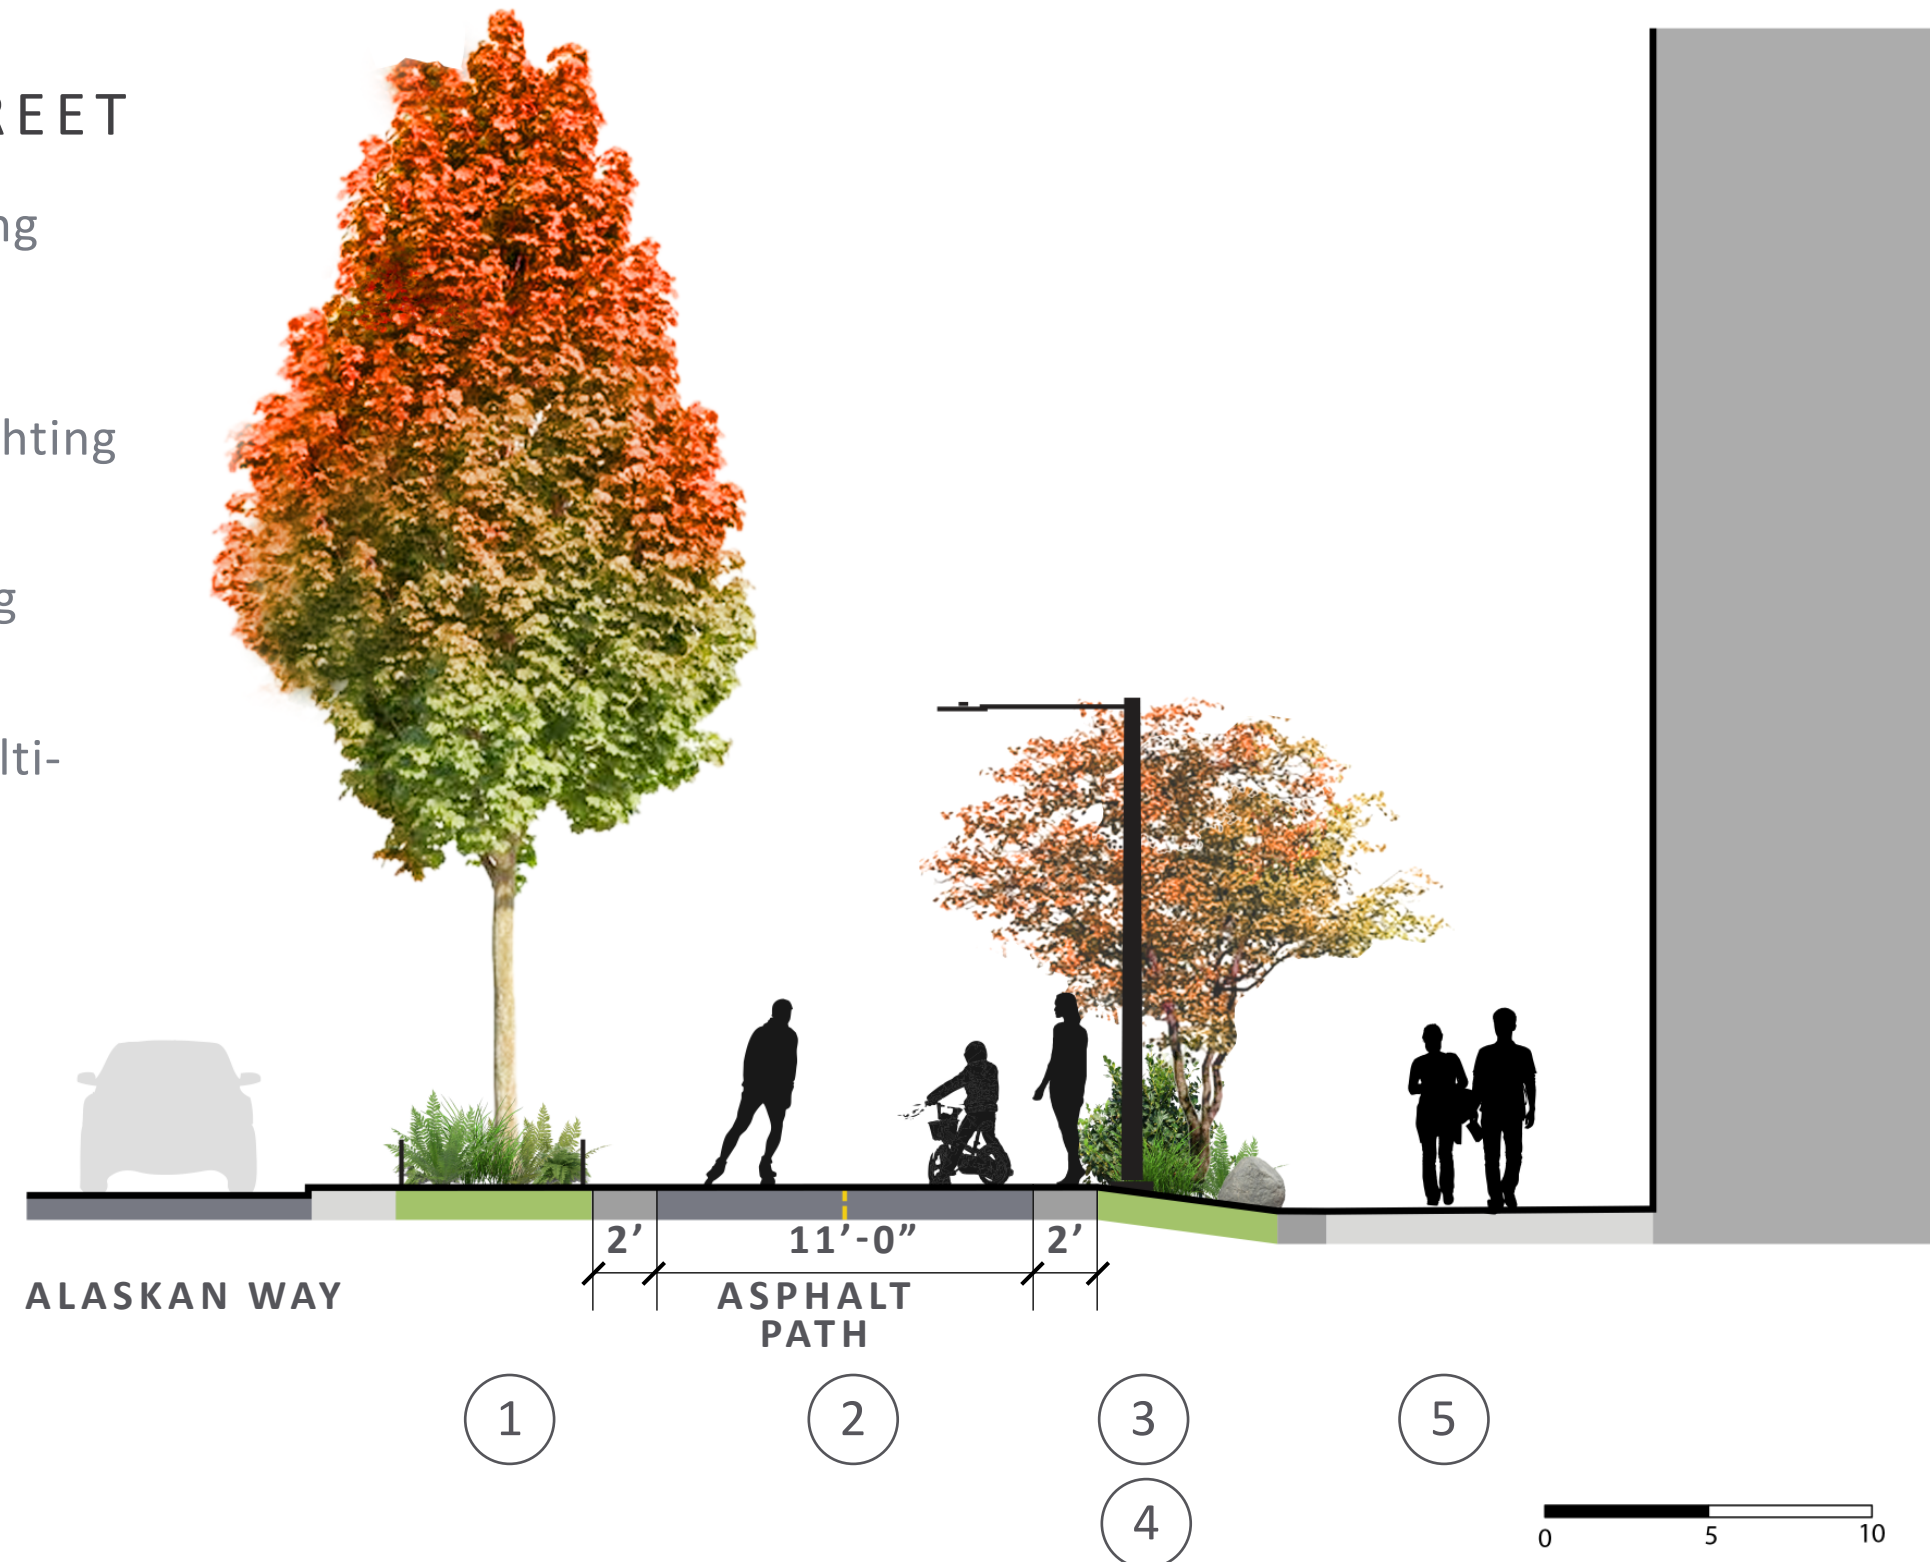 REET
ng
hting
g
lti-
2’ 11’-0” 2’
ALASKAN WAY
ASPHALT
PATH
1 2 3 5
4
0 5 10